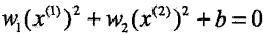 w₁(x⁽¹⁾)² + w₂(x⁽²⁾)² + b = 0